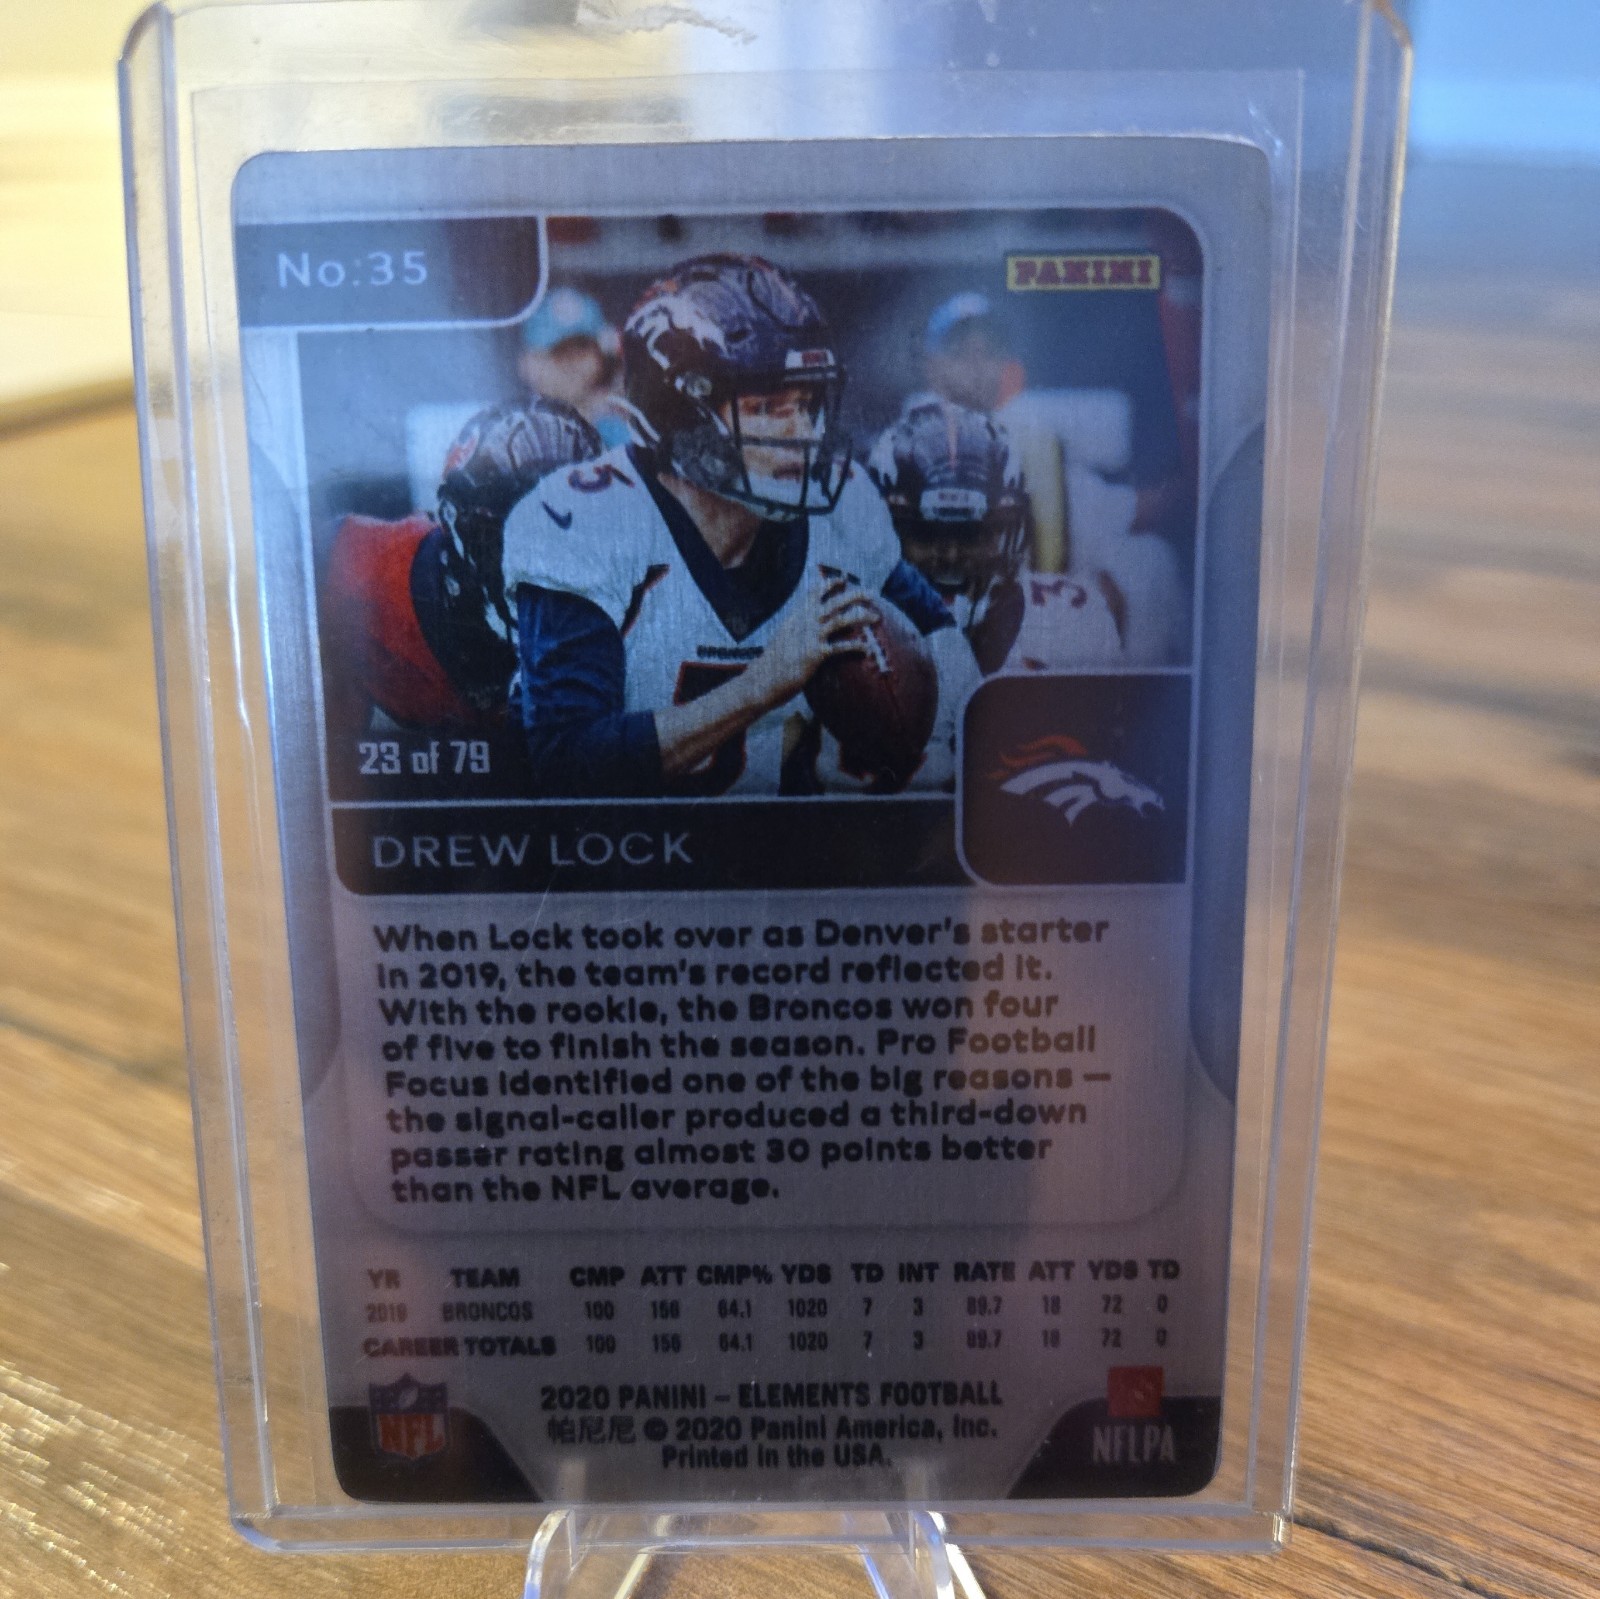 No:35
PANINI
5
3
BRONCOS
23 of 79
DREW LOCK
When Lock took over as Denver's starter
in 2019, the team's record reflected it.
With the rookie, the Broncos won four
of five to finish the season. Pro Football
Focus identified one of the big reasons —
the signal-caller produced a third-down
passer rating almost 30 points better
than the NFL average.
YR TEAM CMP ATT CMP% YDS TD INT RATE ATT YDS TD
2019 BRONCOS 100 156 64.1 1020 7 3 89.7 18 72 0
CAREER TOTALS 100 156 64.1 1020 7 3 89.7 18 72 0
2020 PANINI – ELEMENTS FOOTBALL
帕尼尼 © 2020 Panini America, Inc.
Printed in the USA.
NFL
NFLPA